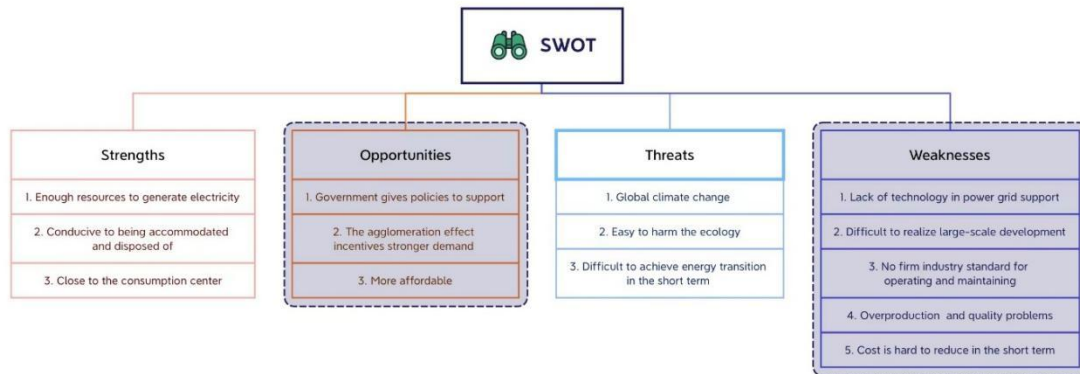 SWOT
Strengths
1. Enough resources to generate electricity
2. Conducive to being accommodated
and disposed of
3. Close to the consumption center
Opportunities
1. Government gives policies to support
2. The agglomeration effect
incentives stronger demand
3. More affordable
Threats
1. Global climate change
2. Easy to harm the ecology
3. Difficult to achieve energy transition
in the short term
Weaknesses
1. Lack of technology in power grid support
2. Difficult to realize large-scale development
3. No firm industry standard for
operating and maintaining
4. Overproduction and quality problems
5. Cost is hard to reduce in the short term